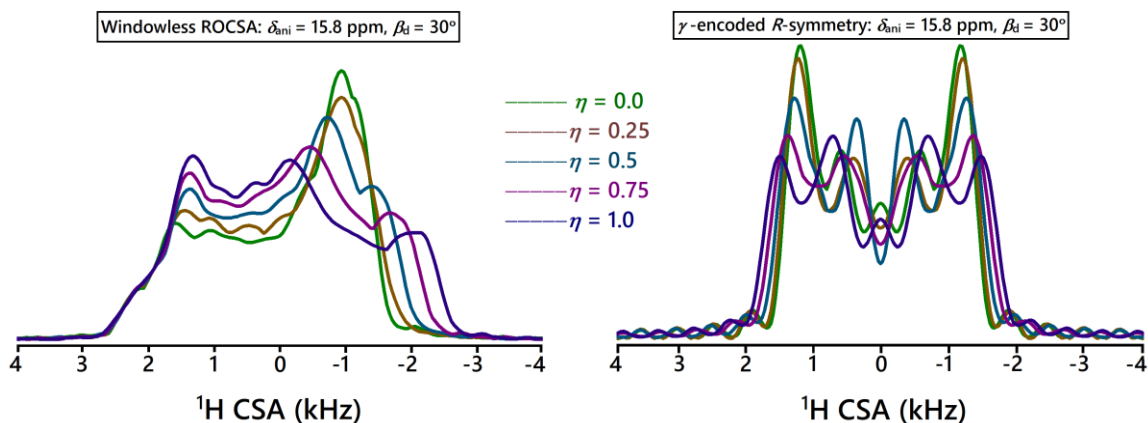 Windowless ROCSA: δani = 15.8 ppm, βd = 30°
γ-encoded R-symmetry: δani = 15.8 ppm, βd = 30°
η = 0.0
η = 0.25
η = 0.5
η = 0.75
η = 1.0
4 3 2 1 0 -1 -2 -3 -4
4 3 1 0 -1 -2 -3 -4
¹H CSA (kHz)
¹H CSA (kHz)